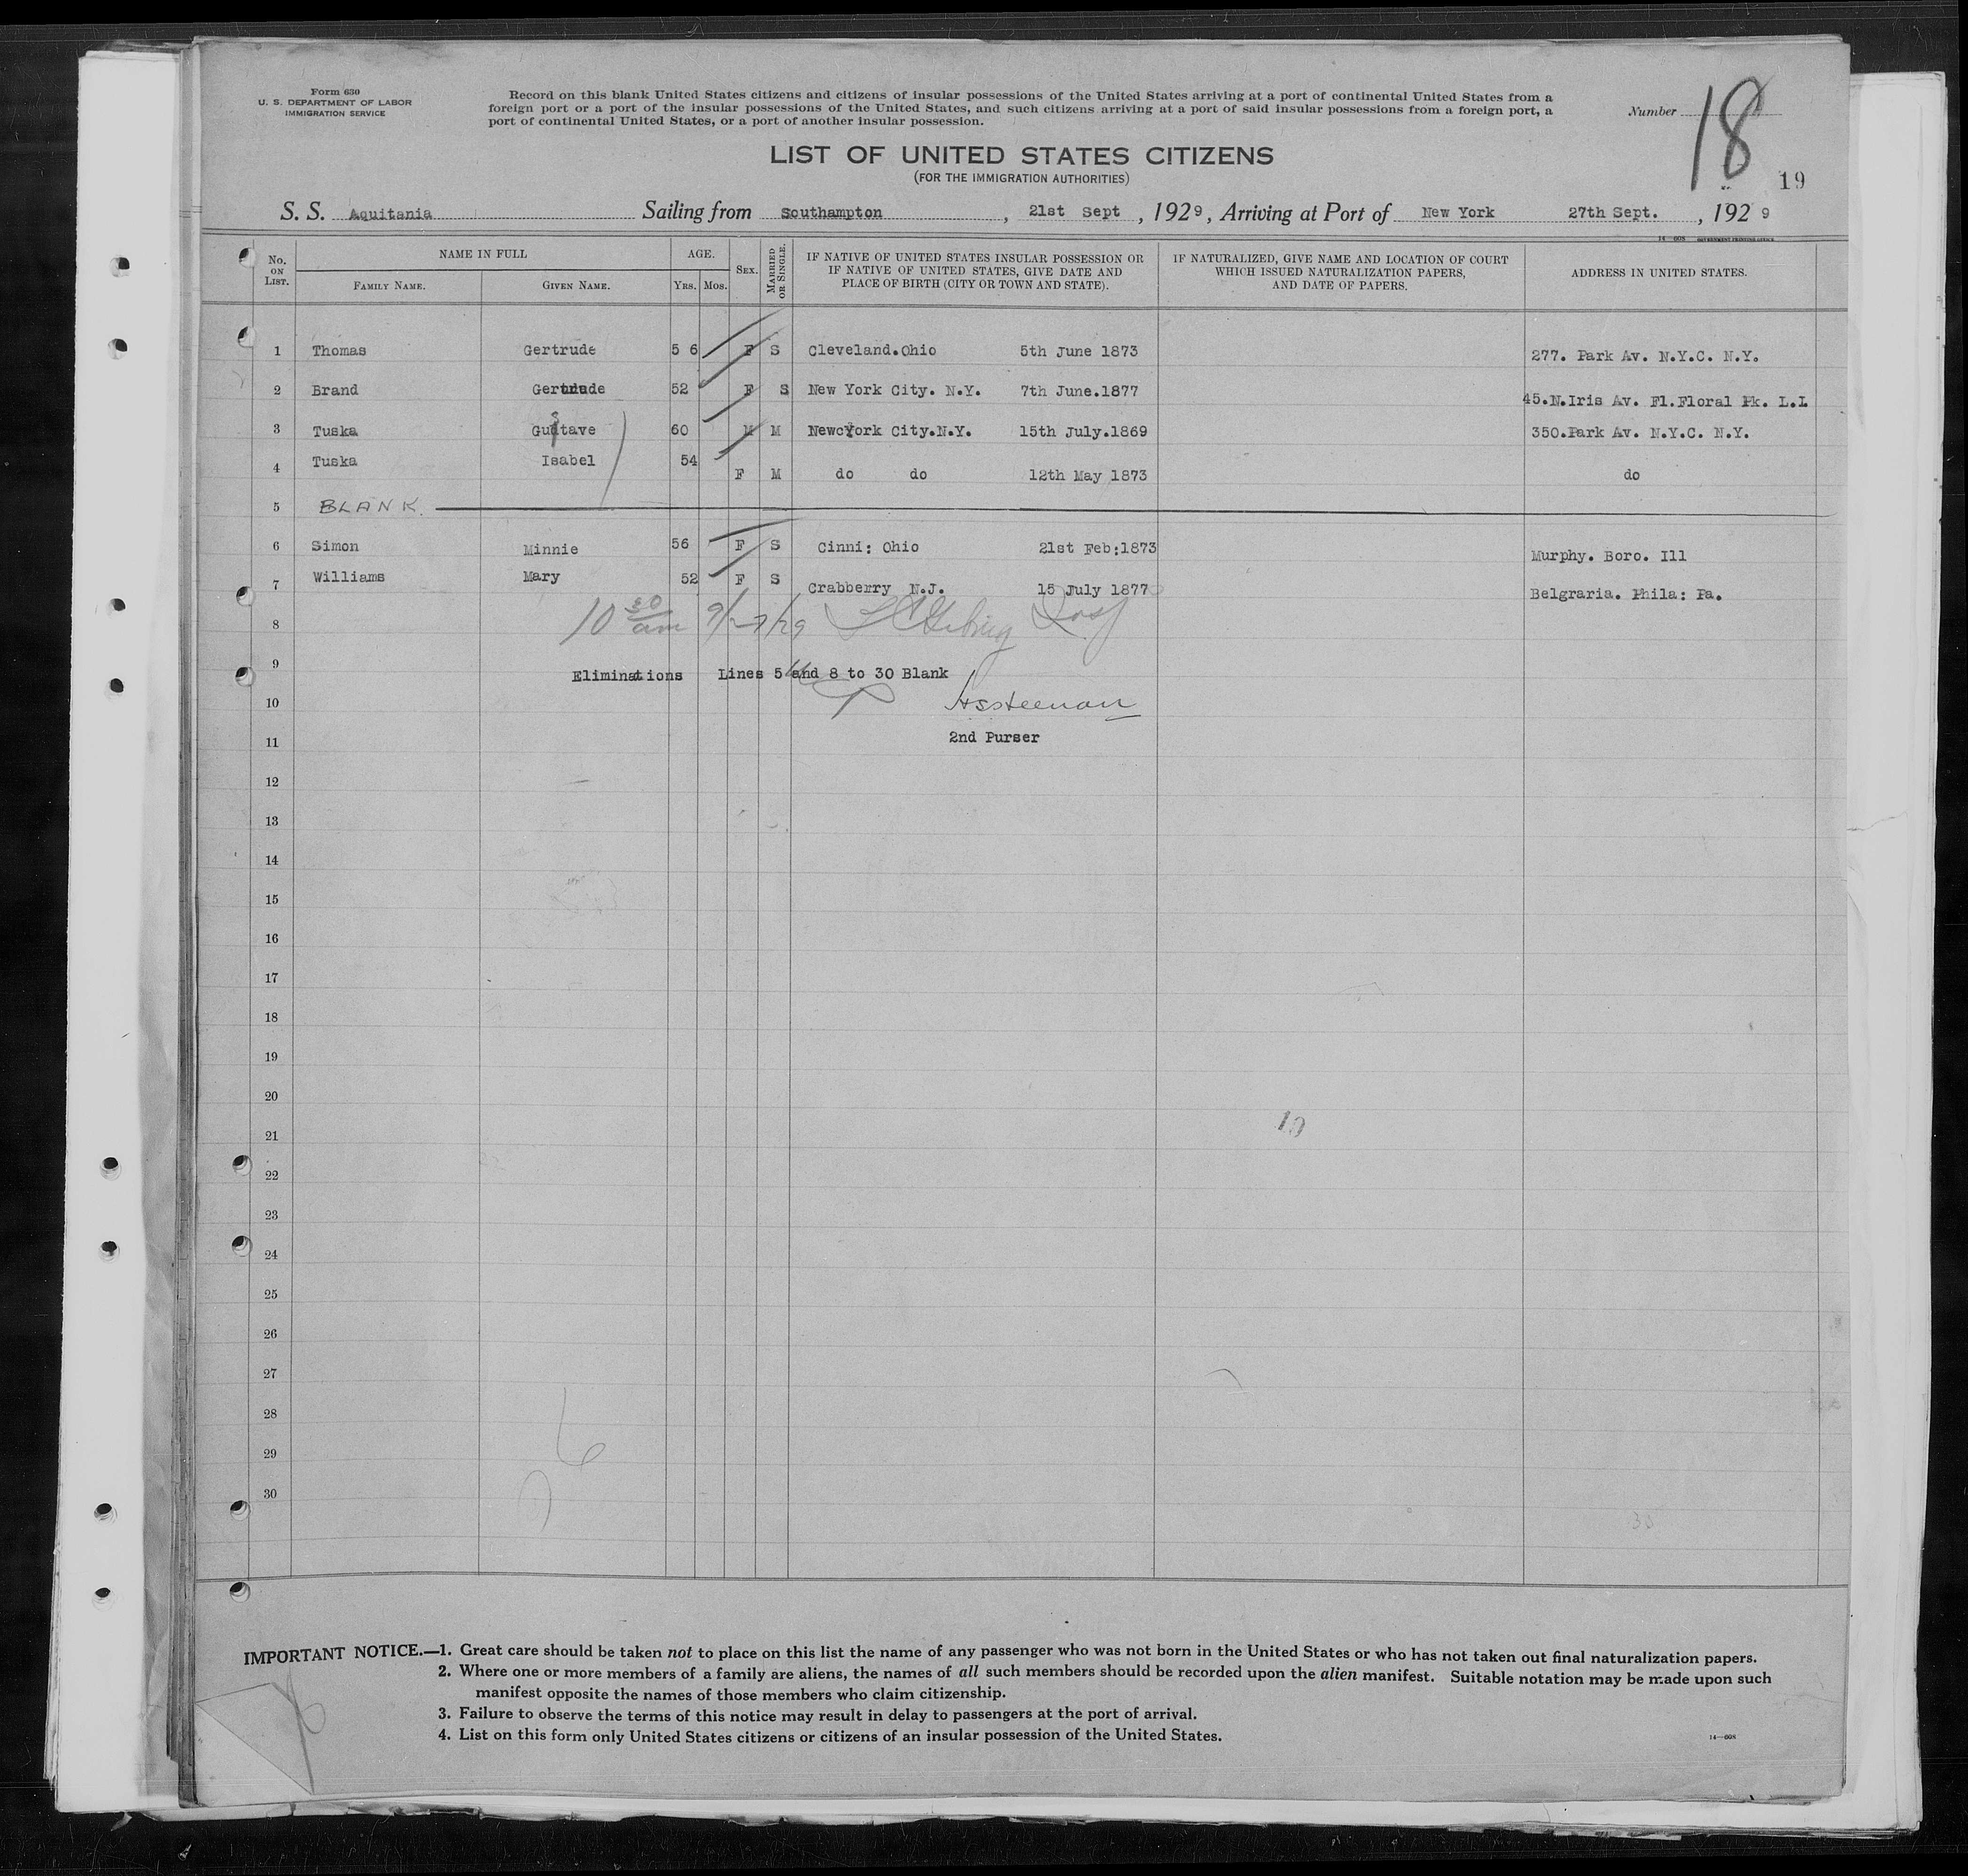 Form 630
U. S. DEPARTMENT OF LABOR
IMMIGRATION SERVICE
Record on this blank United States citizens and citizens of insular possessions of the United States arriving at a port of continental United States from a
foreign port or a port of the insular possessions of the United States, and such citizens arriving at a port of said insular possessions from a foreign port, a
port of continental United States, or a port of another insular possession.
Number 18
19
LIST OF UNITED STATES CITIZENS
(FOR THE IMMIGRATION AUTHORITIES)
S. S. Aquitania Sailing from Southampton, 21st Sept, 1929, Arriving at Port of New York 27th Sept., 1929
14—608 GOVERNMENT PRINTING OFFICE
No. ON LIST. NAME IN FULL AGE. SEX. MARRIED OR SINGLE. IF NATIVE OF UNITED STATES INSULAR POSSESSION OR IF NATIVE OF UNITED STATES, GIVE DATE AND PLACE OF BIRTH (CITY OR TOWN AND STATE). IF NATURALIZED, GIVE NAME AND LOCATION OF COURT WHICH ISSUED NATURALIZATION PAPERS, AND DATE OF PAPERS. ADDRESS IN UNITED STATES.
FAMILY NAME. GIVEN NAME. YRS. MOS.
1 Thomas Gertrude 5 6 F S Cleveland.Ohio 5th June 1873 277. Park Av. N.Y.C. N.Y.
2 Brand Gertrude 52 F S New York City. N.Y. 7th June.1877 45.N.Iris Av. Fl.Floral Pk. L.I
3 Tuska Gustave 60 M M New York City.N.Y. 15th July.1869 350.Park Av. N.Y.C. N.Y.
4 Tuska Isabel 54 F M do do 12th May 1873 do
5 BLANK.
6 Simon Minnie 56 F S Cinni: Ohio 21st Feb:1873 Murphy. Boro. Ill
7 Williams Mary 52 F S Crabberry N.J. 15 July 1877 Belgraria. Phila: Pa.
8 10 30 am 9/27/29
9 Eliminations Lines 5 and 8 to 30 Blank
10
11 2nd Purser
12
13
14
15
16
17
18
19
20
21 10
22
23
24
25
26
27
28
29
30
IMPORTANT NOTICE.—1. Great care should be taken not to place on this list the name of any passenger who was not born in the United States or who has not taken out final naturalization papers.
2. Where one or more members of a family are aliens, the names of all such members should be recorded upon the alien manifest. Suitable notation may be made upon such
manifest opposite the names of those members who claim citizenship.
3. Failure to observe the terms of this notice may result in delay to passengers at the port of arrival.
4. List on this form only United States citizens or citizens of an insular possession of the United States.
14—608